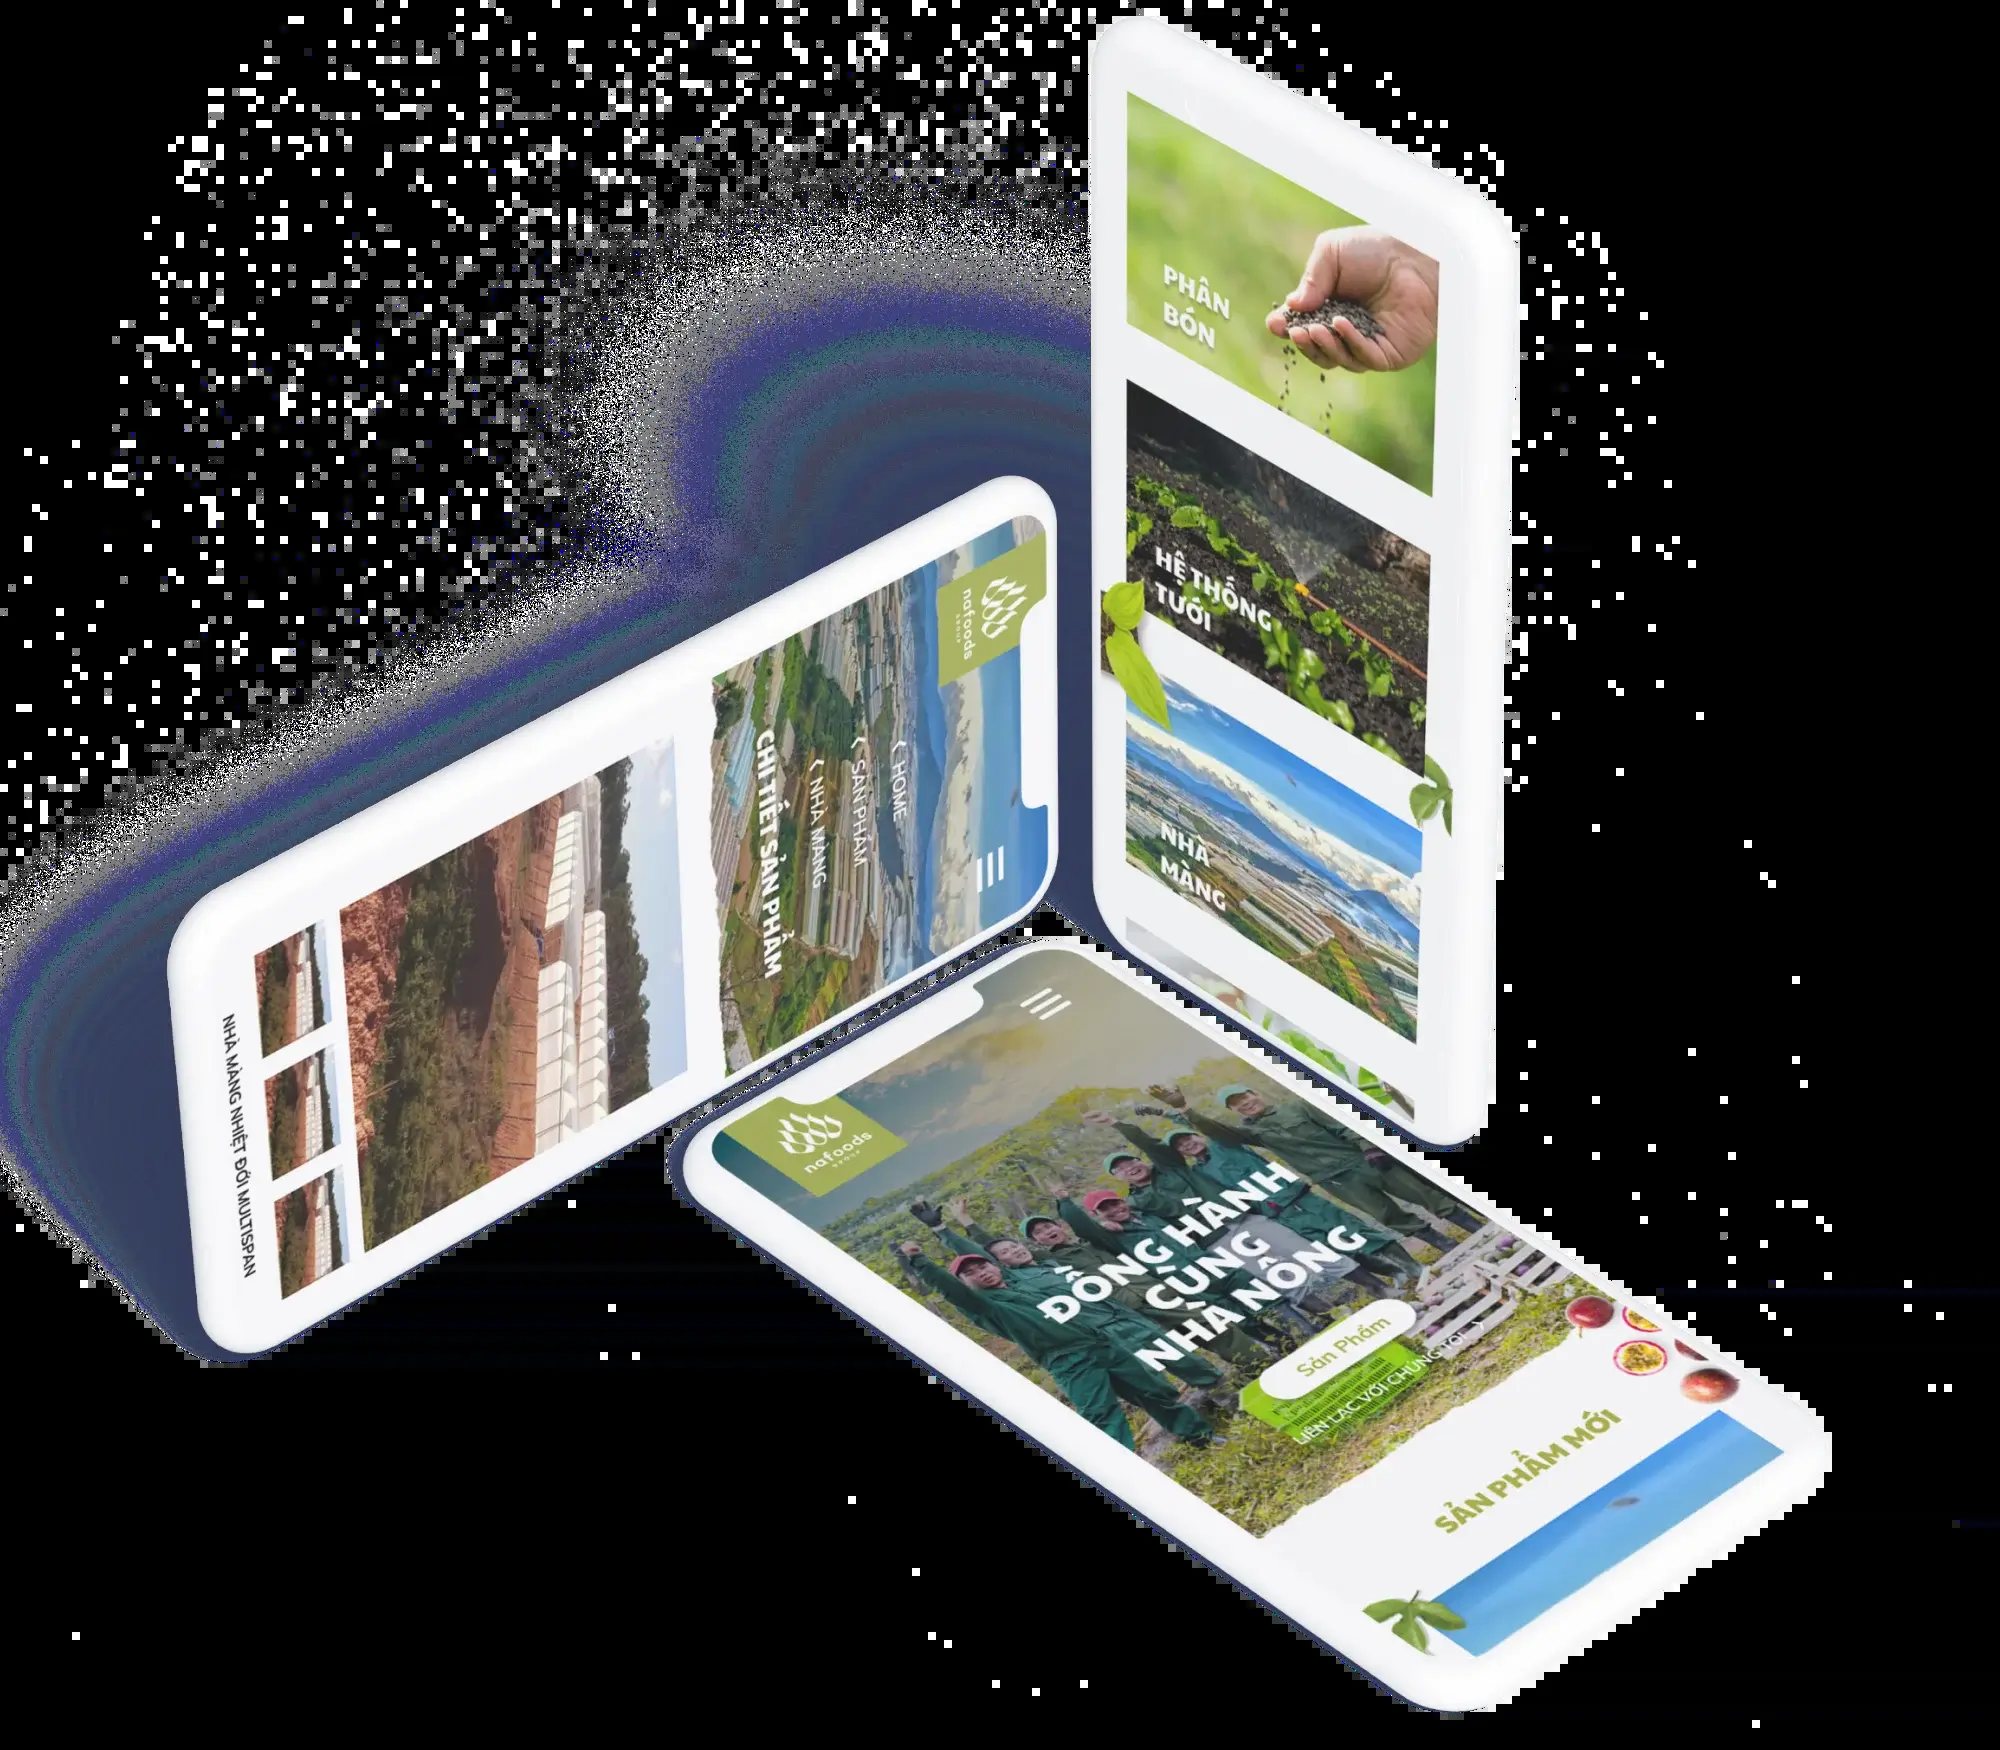 PHÂN
BÓN
HỆ THỐNG
TƯỚI
NHÀ
MÀNG
nafoods
GROUP
< HOME
< SẢN PHẨM
< NHÀ MÀNG
CHI TIẾT SẢN PHẨM
NHÀ MÀNG NHIỆT ĐỚI MULTISPAN
nafoods
GROUP
ĐỒNG HÀNH
CÙNG
NHÀ NÔNG
Sản Phẩm
LIÊN LẠC VỚI CHÚNG TÔI >
SẢN PHẨM MỚI